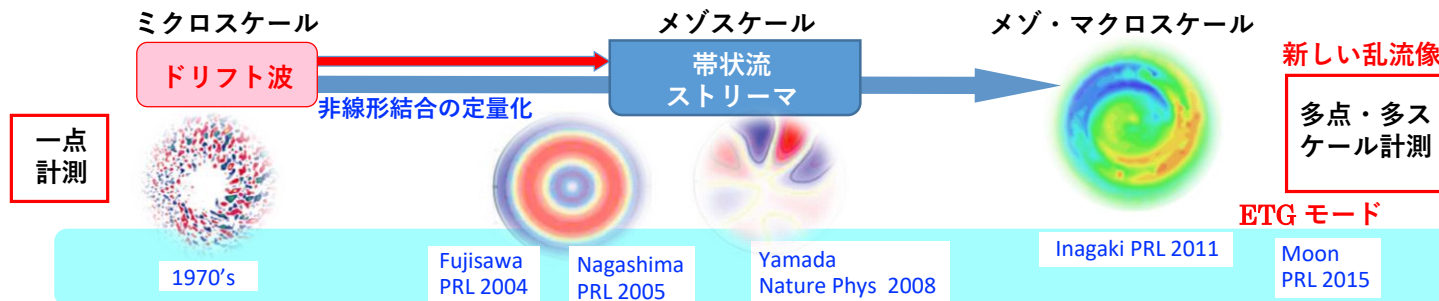 ミクロスケール
メゾスケール
メゾ・マクロスケール
ドリフト波
帯状流
ストリーマ
新しい乱流像
非線形結合の定量化
一点
計測
多点・多ス
ケール計測
ETG モード
1970's
Fujisawa
PRL 2004
Nagashima
PRL 2005
Yamada
Nature Phys 2008
Inagaki PRL 2011
Moon
PRL 2015